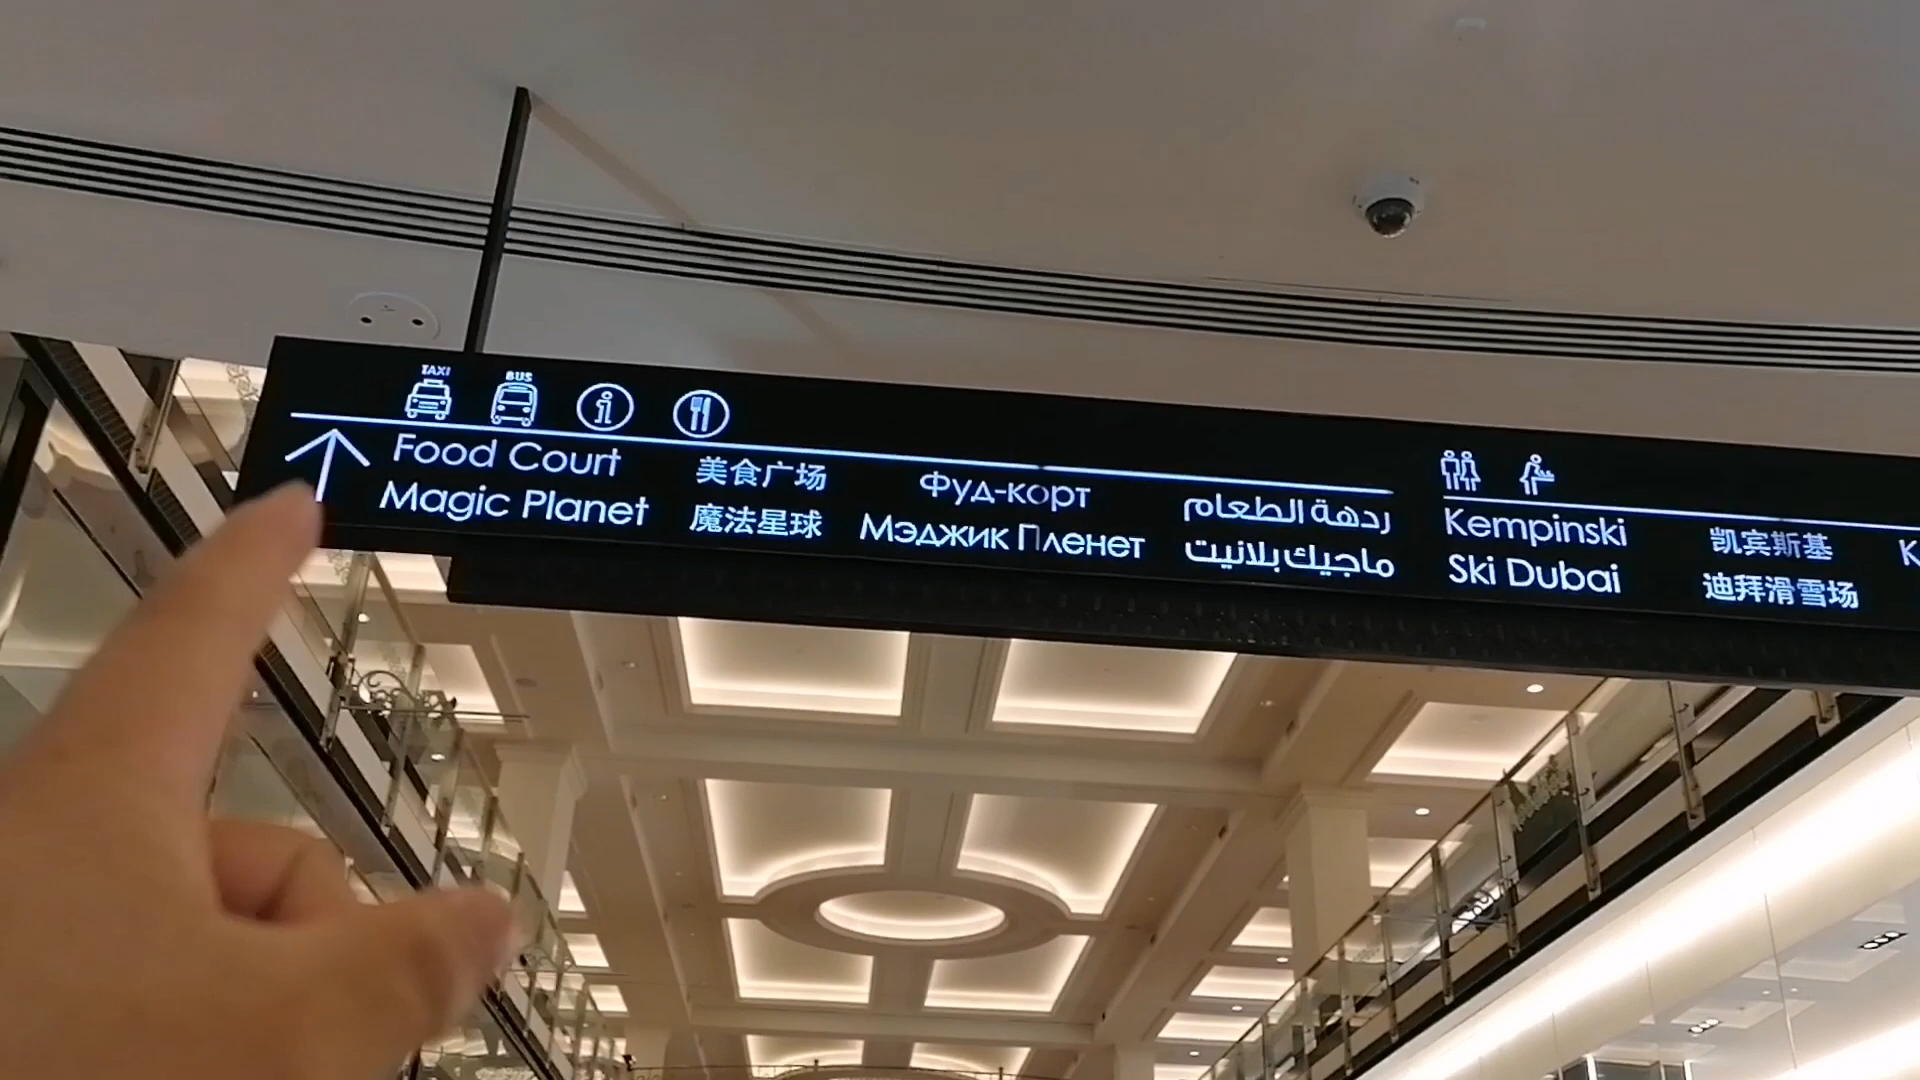 TAXI BUS
Food Court 美食广场 Фуд-корт ردهة الطعام
Magic Planet 魔法星球 Мэджик Пленет ماجيك بلانيت
Kempinski 凯宾斯基 К
Ski Dubai 迪拜滑雪场